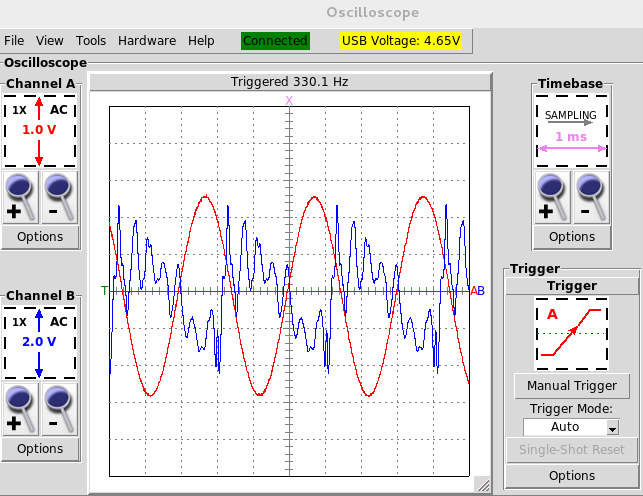 Oscilloscope
File View Tools Hardware Help Connected USB Voltage: 4.65V
Oscilloscope
Channel A
1X AC
1.0 V
+ -
Options
Channel B
1X AC
2.0 V
+ -
Options
Triggered 330.1 Hz
X
T
AB
Timebase
SAMPLING
1 ms
+ -
Options
Trigger
Trigger
A
Manual Trigger
Trigger Mode:
Auto
Single-Shot Reset
Options